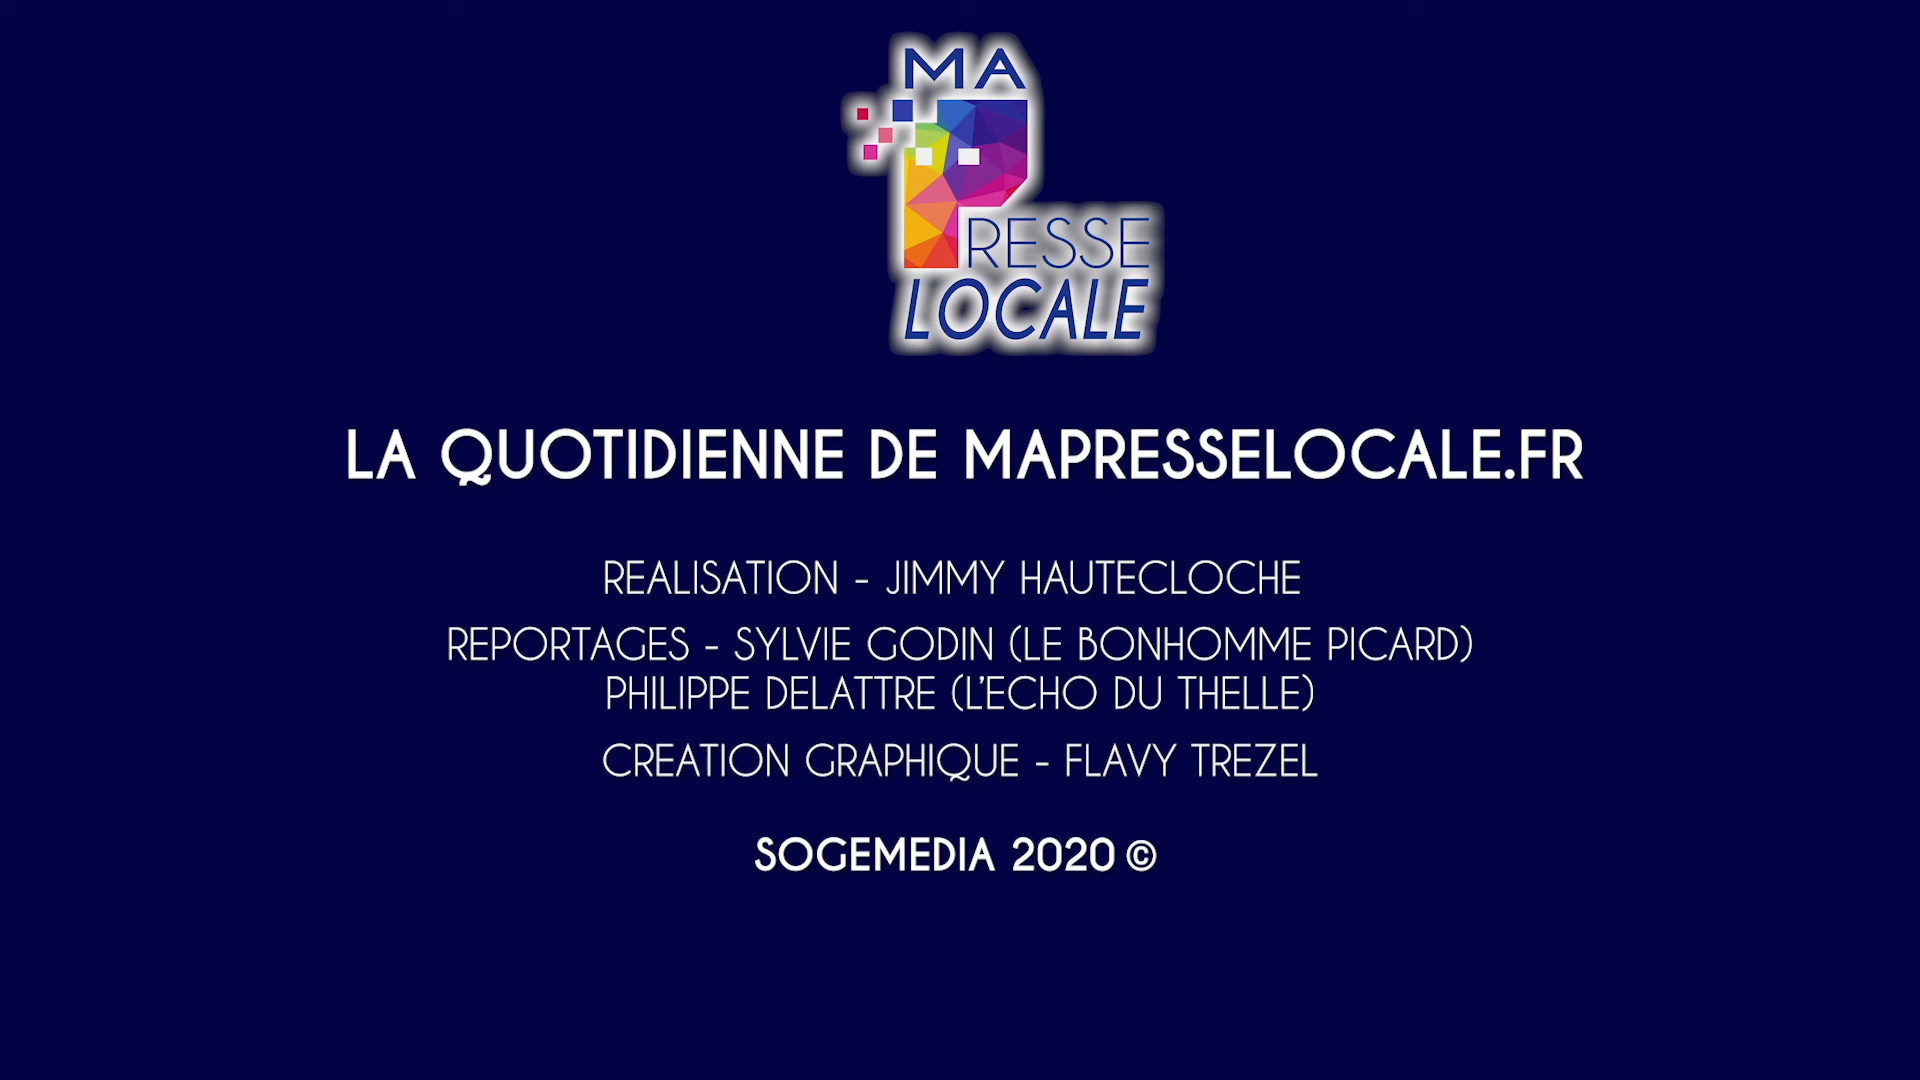 MA
PRESSE
LOCALE
LA QUOTIDIENNE DE MAPRESSELOCALE.FR
REALISATION - JIMMY HAUTECLOCHE
REPORTAGES - SYLVIE GODIN (LE BONHOMME PICARD)
PHILIPPE DELATTRE (L'ECHO DU THELLE)
CREATION GRAPHIQUE - FLAVY TREZEL
SOGEMEDIA 2020 ©